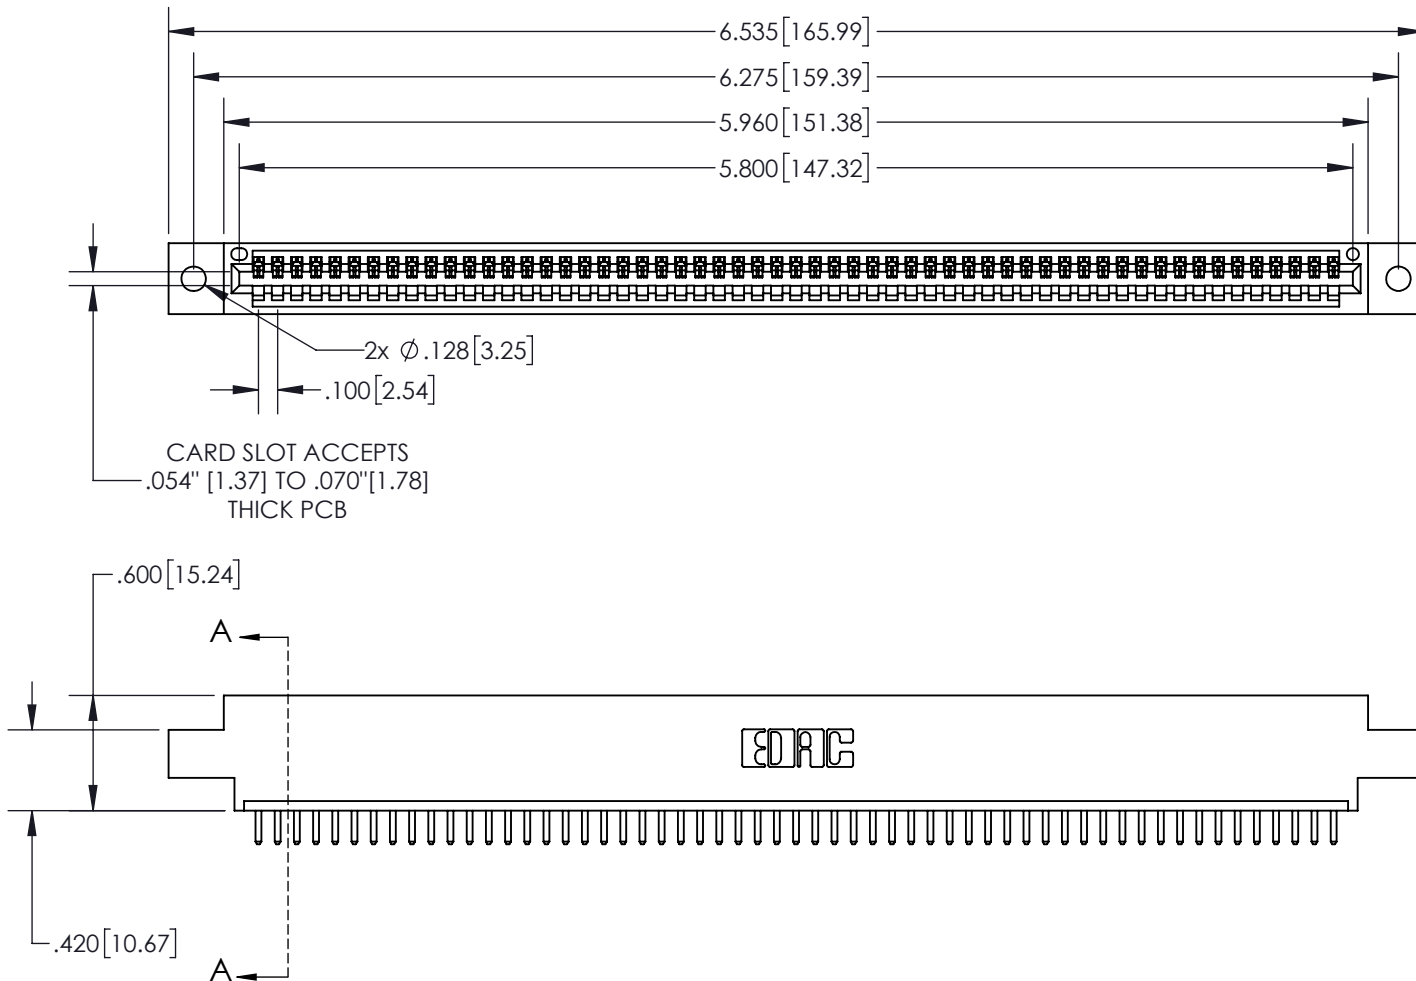 6.535[165.99]
6.275[159.39]
5.960[151.38]
5.800[147.32]
2x Ø.128[3.25]
.100[2.54]
CARD SLOT ACCEPTS
.054" [1.37] TO .070"[1.78]
THICK PCB
.600[15.24]
A
EDAC
.420[10.67]
A